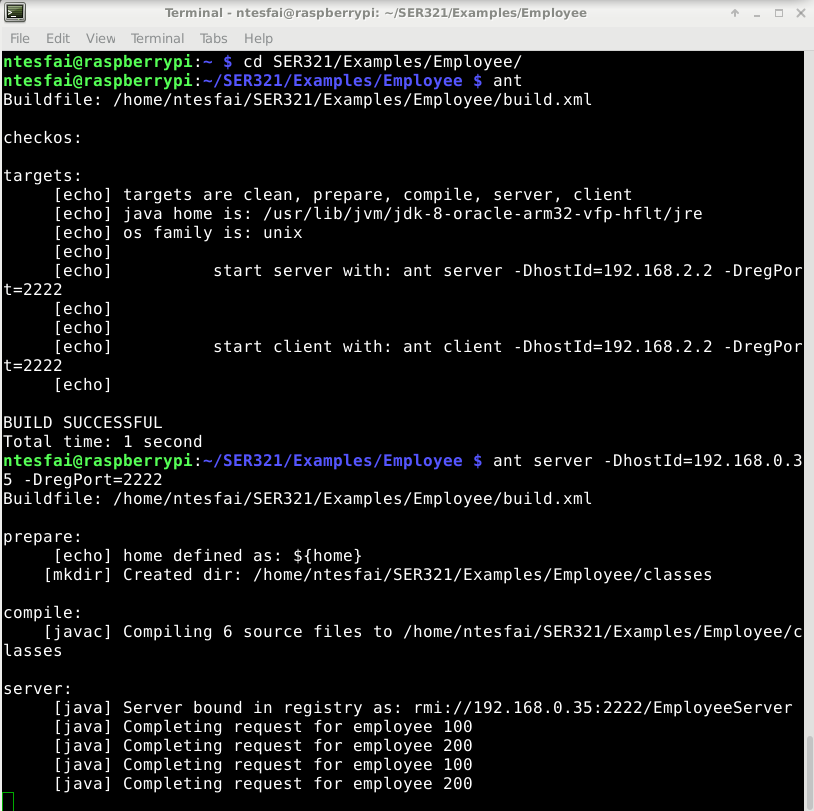 Terminal - ntesfai@raspberrypi: ~/SER321/Examples/Employee
File Edit View Terminal Tabs Help
ntesfai@raspberrypi:~ $ cd SER321/Examples/Employee/
ntesfai@raspberrypi:~/SER321/Examples/Employee $ ant
Buildfile: /home/ntesfai/SER321/Examples/Employee/build.xml
checkos:
targets:
[echo] targets are clean, prepare, compile, server, client
[echo] java home is: /usr/lib/jvm/jdk-8-oracle-arm32-vfp-hflt/jre
[echo] os family is: unix
[echo]
[echo] start server with: ant server -DhostId=192.168.2.2 -DregPor
t=2222
[echo]
[echo]
[echo] start client with: ant client -DhostId=192.168.2.2 -DregPor
t=2222
[echo]
BUILD SUCCESSFUL
Total time: 1 second
ntesfai@raspberrypi:~/SER321/Examples/Employee $ ant server -DhostId=192.168.0.3
5 -DregPort=2222
Buildfile: /home/ntesfai/SER321/Examples/Employee/build.xml
prepare:
[echo] home defined as: ${home}
[mkdir] Created dir: /home/ntesfai/SER321/Examples/Employee/classes
compile:
[javac] Compiling 6 source files to /home/ntesfai/SER321/Examples/Employee/c
lasses
server:
[java] Server bound in registry as: rmi://192.168.0.35:2222/EmployeeServer
[java] Completing request for employee 100
[java] Completing request for employee 200
[java] Completing request for employee 100
[java] Completing request for employee 200